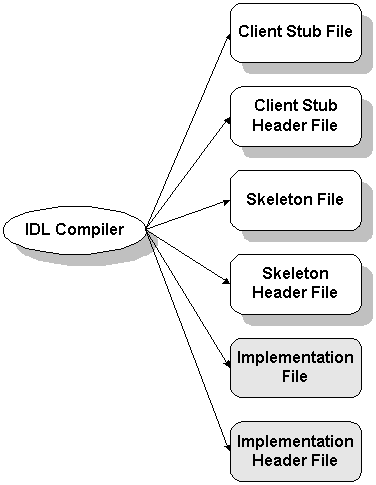 Client Stub File
Client Stub
Header File
Skeleton File
IDL Compiler
Skeleton
Header File
Implementation
File
Implementation
Header File